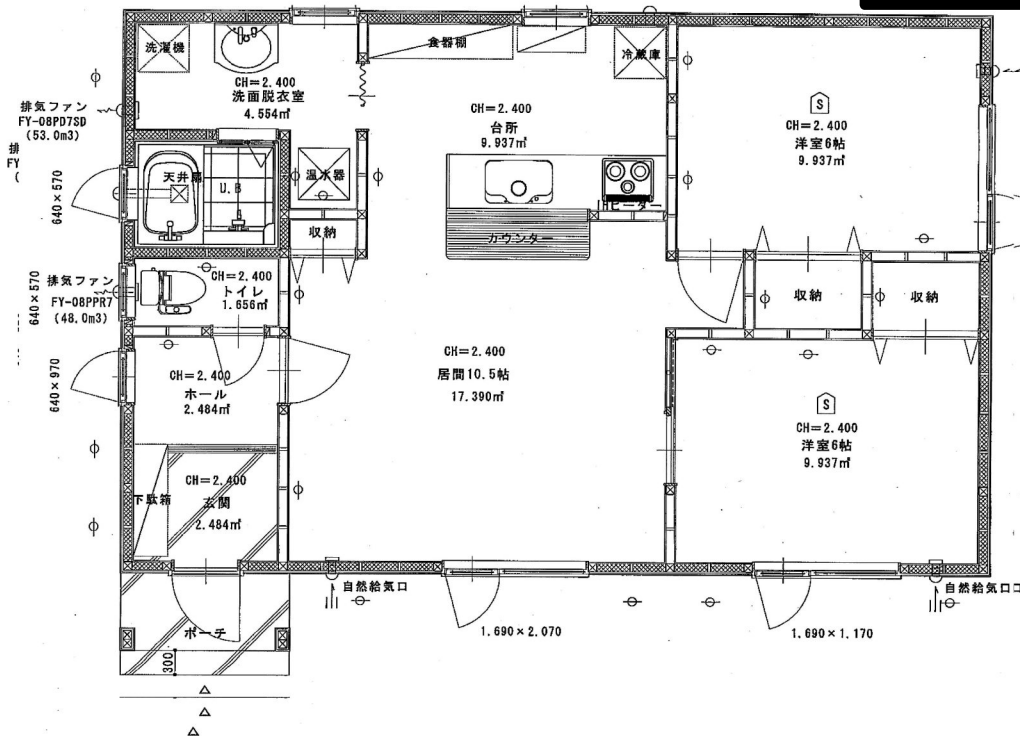 洗濯機
食器棚
冷蔵庫
CH=2.400
洗面脱衣室
4.554㎡
排気ファン
FY-08PD7SD
(53.0m3)
排
FY
(
CH=2.400
台所
9.937㎡
S
CH=2.400
洋室6帖
9.937㎡
640×570
天井扇
U.B
温水器
IHヒーター
収納
カウンター
排気ファン
FY-08PPR7
(48.0m3)
640×570
CH=2.400
トイレ
1.656㎡
収納
収納
640×970
CH=2.400
ホール
2.484㎡
CH=2.400
居間10.5帖
17.390㎡
S
CH=2.400
洋室6帖
9.937㎡
下駄箱
CH=2.400
玄関
2.484㎡
自然給気口
自然給気口
ポーチ
1.690×2.070
1.690×1.170
300